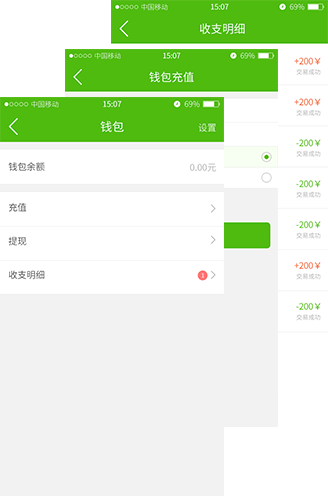 中国移动 15:07 69%
收支明细
+200￥
交易成功
+200￥
交易成功
-200￥
交易成功
-200￥
交易成功
-200￥
交易成功
+200￥
交易成功
-200￥
交易成功
中国移动 15:07 69%
钱包充值
中国移动 15:07 69%
钱包 设置
钱包余额 0.00元
充值
提现
收支明细 1